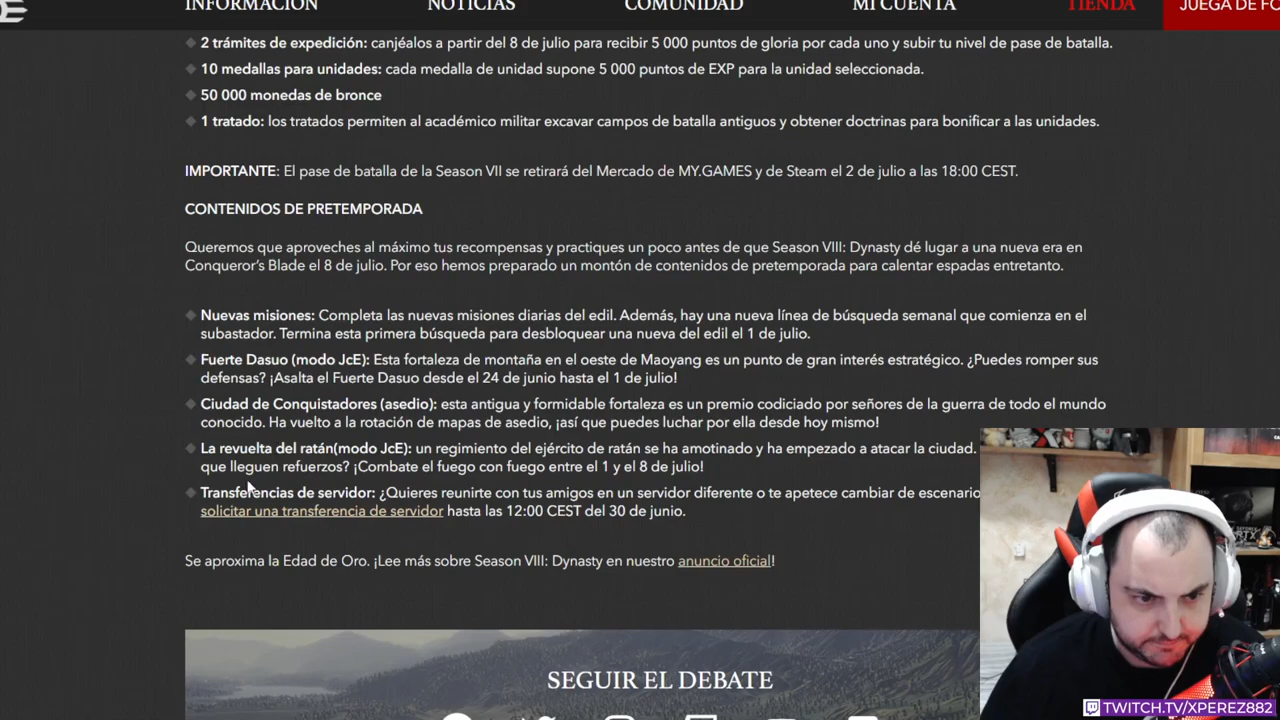 INFORMACIÓN NOTICIAS COMUNIDAD MI CUENTA TIENDA JUEGA DE FO
2 trámites de expedición: canjéalos a partir del 8 de julio para recibir 5 000 puntos de gloria por cada uno y subir tu nivel de pase de batalla.
10 medallas para unidades: cada medalla de unidad supone 5 000 puntos de EXP para la unidad seleccionada.
50 000 monedas de bronce
1 tratado: los tratados permiten al académico militar excavar campos de batalla antiguos y obtener doctrinas para bonificar a las unidades.
IMPORTANTE: El pase de batalla de la Season VII se retirará del Mercado de MY.GAMES y de Steam el 2 de julio a las 18:00 CEST.
CONTENIDOS DE PRETEMPORADA
Queremos que aproveches al máximo tus recompensas y practiques un poco antes de que Season VIII: Dynasty dé lugar a una nueva era en
Conqueror's Blade el 8 de julio. Por eso hemos preparado un montón de contenidos de pretemporada para calentar espadas entretanto.
Nuevas misiones: Completa las nuevas misiones diarias del edil. Además, hay una nueva línea de búsqueda semanal que comienza en el
subastador. Termina esta primera búsqueda para desbloquear una nueva del edil el 1 de julio.
Fuerte Dasuo (modo JcE): Esta fortaleza de montaña en el oeste de Maoyang es un punto de gran interés estratégico. ¿Puedes romper sus
defensas? ¡Asalta el Fuerte Dasuo desde el 24 de junio hasta el 1 de julio!
Ciudad de Conquistadores (asedio): esta antigua y formidable fortaleza es un premio codiciado por señores de la guerra de todo el mundo
conocido. Ha vuelto a la rotación de mapas de asedio, ¡así que puedes luchar por ella desde hoy mismo!
La revuelta del ratán(modo JcE): un regimiento del ejército de ratán se ha amotinado y ha empezado a atacar la ciudad.
que lleguen refuerzos? ¡Combate el fuego con fuego entre el 1 y el 8 de julio!
Transferencias de servidor: ¿Quieres reunirte con tus amigos en un servidor diferente o te apetece cambiar de escenario
solicitar una transferencia de servidor hasta las 12:00 CEST del 30 de junio.
Se aproxima la Edad de Oro. ¡Lee más sobre Season VIII: Dynasty en nuestro anuncio oficial!
SEGUIR EL DEBATE
TWITCH.TV/XPEREZ882